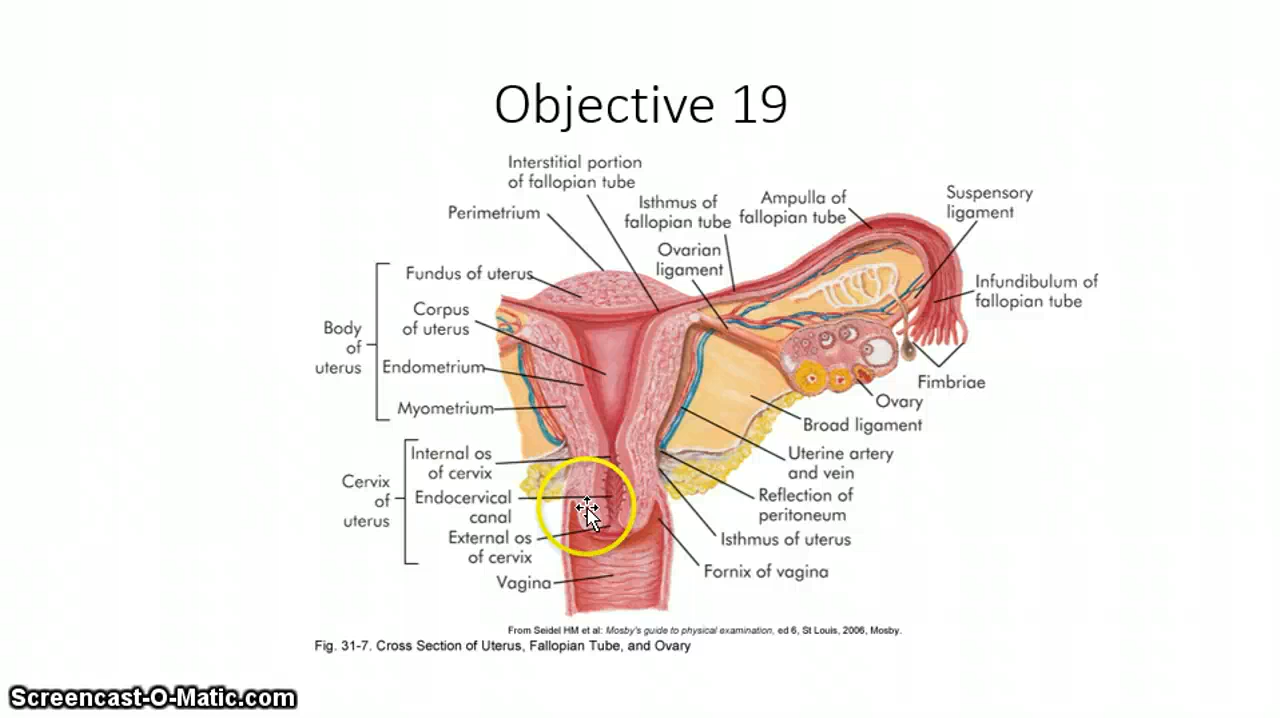 Objective 19
Interstitial portion
of fallopian tube
Perimetrium
Isthmus of
fallopian tube
Ampulla of
fallopian tube
Suspensory
ligament
Ovarian
ligament
Fundus of uterus
Infundibulum of
fallopian tube
Corpus
of uterus
Body
of
uterus
Endometrium
Myometrium
Fimbriae
Ovary
Broad ligament
Internal os
of cervix
Uterine artery
and vein
Cervix
of
uterus
Endocervical
canal
Reflection of
peritoneum
External os
of cervix
Isthmus of uterus
Vagina
Fornix of vagina
From Seidel HM et al: Mosby's guide to physical examination, ed 6, St Louis, 2006, Mosby.
Fig. 31-7. Cross Section of Uterus, Fallopian Tube, and Ovary
Screencast-O-Matic.com